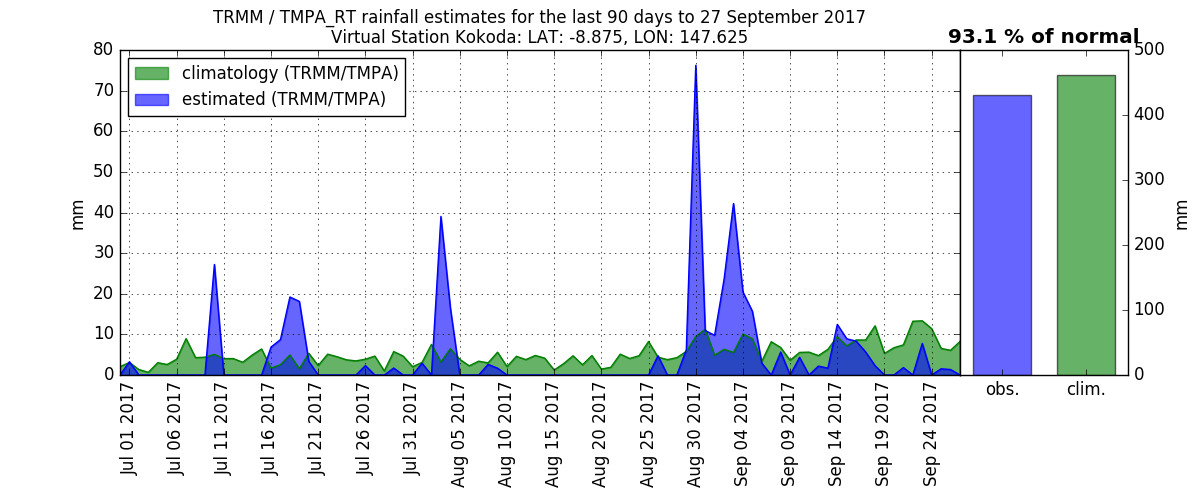 TRMM / TMPA_RT rainfall estimates for the last 90 days to 27 September 2017
Virtual Station Kokoda: LAT: -8.875, LON: 147.625
93.1 % of normal
climatology (TRMM/TMPA)
estimated (TRMM/TMPA)
80
70
60
50
40
30
20
10
0
mm
Jul 01 2017
Jul 06 2017
Jul 11 2017
Jul 16 2017
Jul 21 2017
Jul 26 2017
Jul 31 2017
Aug 05 2017
Aug 10 2017
Aug 15 2017
Aug 20 2017
Aug 25 2017
Aug 30 2017
Sep 04 2017
Sep 09 2017
Sep 14 2017
Sep 19 2017
Sep 24 2017
obs.
clim.
500
400
300
200
100
0
mm